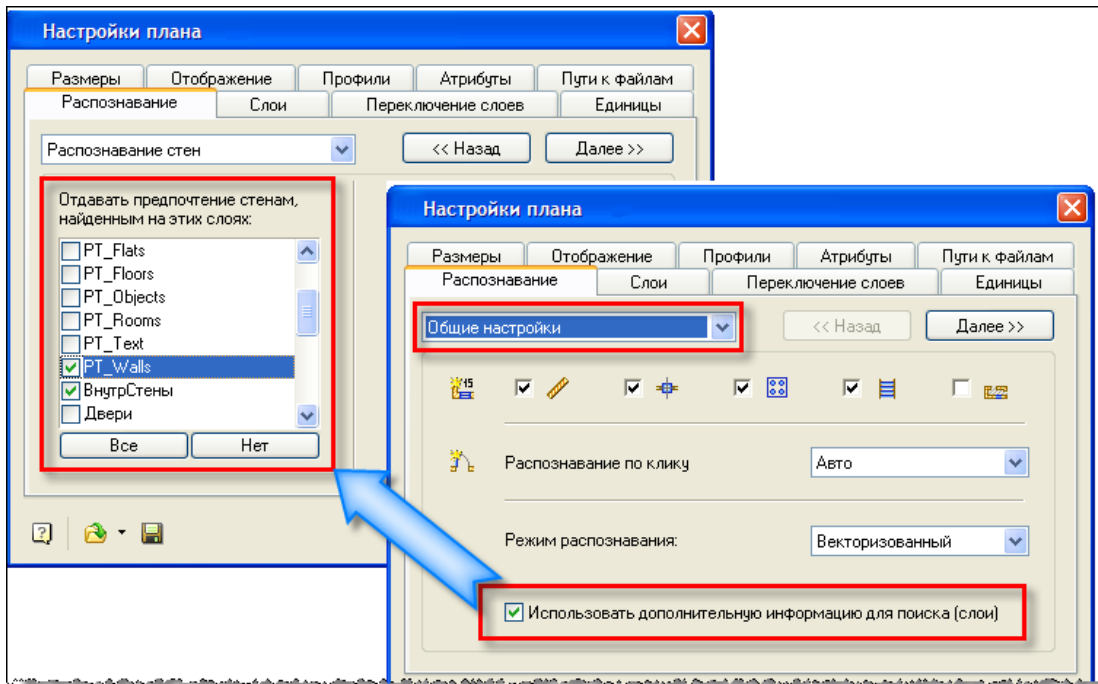 Настройки плана
Размеры Отображение Профили Атрибуты Пути к файлам
Распознавание Слои Переключение слоев Единицы
Распознавание стен << Назад Далее >>
Отдавать предпочтение стенам,
найденным на этих слоях:
PT_Flats
PT_Floors
PT_Objects
PT_Rooms
PT_Text
PT_Walls
ВнутрСтены
Двери
Все Нет
Настройки плана
Размеры Отображение Профили Атрибуты Пути к файлам
Распознавание Слои Переключение слоев Единицы
Общие настройки << Назад Далее >>
15
Распознавание по клику Авто
Режим распознавания: Векторизованный
Использовать дополнительную информацию для поиска (слои)